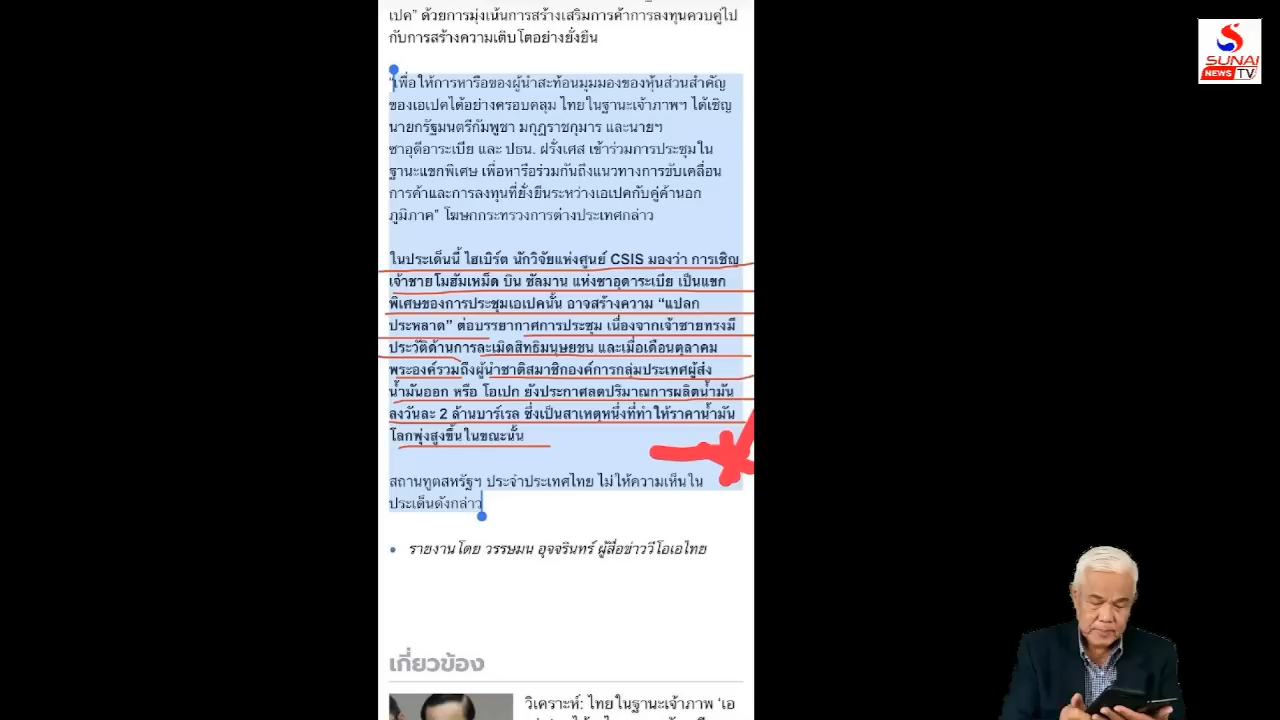 เปค” ด้วยการมุ่งเน้นการสร้างเสริมการค้าการลงทุนควบคู่ไป
กับการสร้างความเติบโตอย่างยั่งยืน
“เพื่อให้การหารือของผู้นำสะท้อนมุมมองของหุ้นส่วนสำคัญ
ของเอเปคได้อย่างครอบคลุม ไทยในฐานะเจ้าภาพฯ ได้เชิญ
นายกรัฐมนตรีกัมพูชา มกุฎราชกุมาร และนายฯ
ซาอุดีอาระเบีย และ ปธน. ฝรั่งเศส เข้าร่วมการประชุมใน
ฐานะแขกพิเศษ เพื่อหารือร่วมกันถึงแนวทางการขับเคลื่อน
การค้าและการลงทุนที่ยั่งยืนระหว่างเอเปคกับคู่ค้านอก
ภูมิภาค” โฆษกกระทรวงการต่างประเทศกล่าว
ในประเด็นนี้ ไฮเบิร์ต นักวิจัยแห่งศูนย์ CSIS มองว่า การเชิญ
เจ้าชายโมฮัมเหม็ด บิน ซัลมาน แห่งซาอุดาระเบีย เป็นแขก
พิเศษของการประชุมเอเปคนั้น อาจสร้างความ “แปลก
ประหลาด” ต่อบรรยากาศการประชุม เนื่องจากเจ้าชายทรงมี
ประวัติด้านการละเมิดสิทธิมนุษยชน และเมื่อเดือนตุลาคม
พระองค์รวมถึงผู้นำชาติสมาชิกองค์การกลุ่มประเทศผู้ส่ง
น้ำมันออก หรือ โอเปก ยังประกาศลดปริมาณการผลิตน้ำมัน
ลงวันละ 2 ล้านบาร์เรล ซึ่งเป็นสาเหตุหนึ่งที่ทำให้ราคาน้ำมัน
โลกพุ่งสูงขึ้นในขณะนั้น
สถานทูตสหรัฐฯ ประจำประเทศไทย ไม่ให้ความเห็นใน
ประเด็นดังกล่าว
• รายงานโดย วรรษมน อุจจรินทร์ ผู้สื่อข่าววีโอเอไทย
เกี่ยวข้อง
วิเคราะห์: ไทยในฐานะเจ้าภาพ ‘เอ
SUNAI
NEWS TV